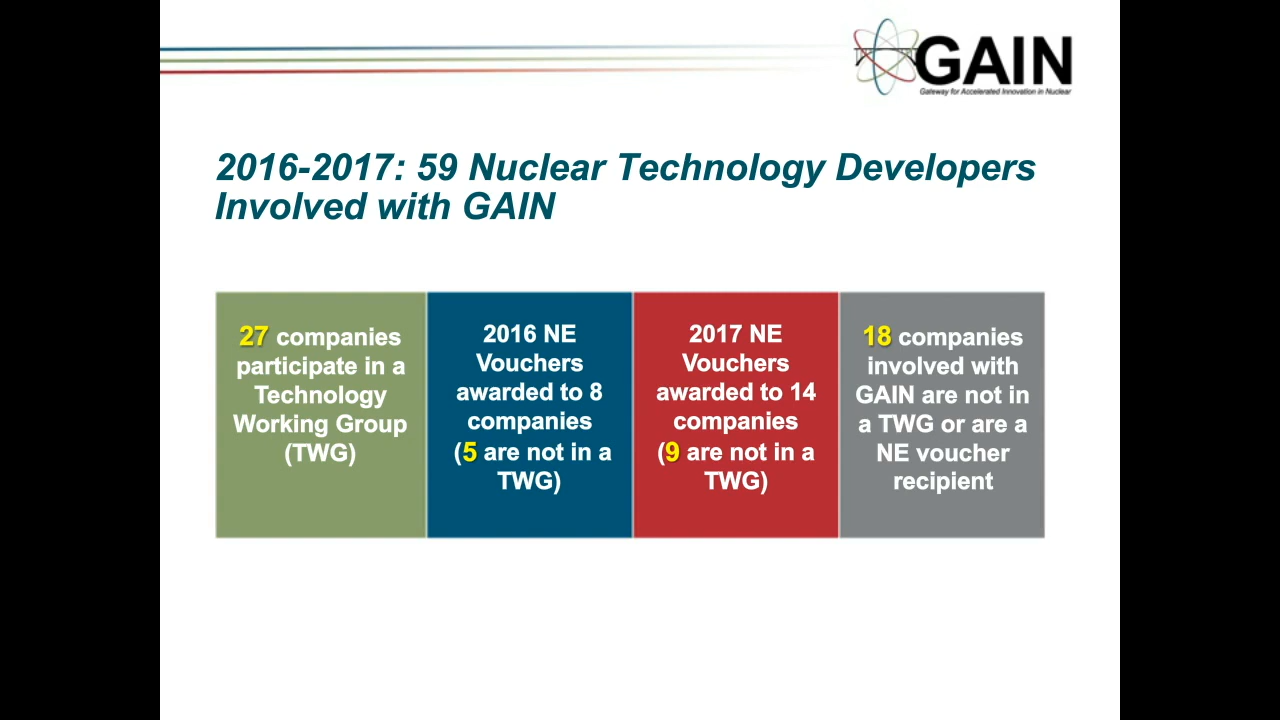 GAIN
Gateway for Accelerated Innovation in Nuclear
2016-2017: 59 Nuclear Technology Developers
Involved with GAIN
27 companies
participate in a
Technology
Working Group
(TWG)
2016 NE
Vouchers
awarded to 8
companies
(5 are not in a
TWG)
2017 NE
Vouchers
awarded to 14
companies
(9 are not in a
TWG)
18 companies
involved with
GAIN are not in
a TWG or are a
NE voucher
recipient